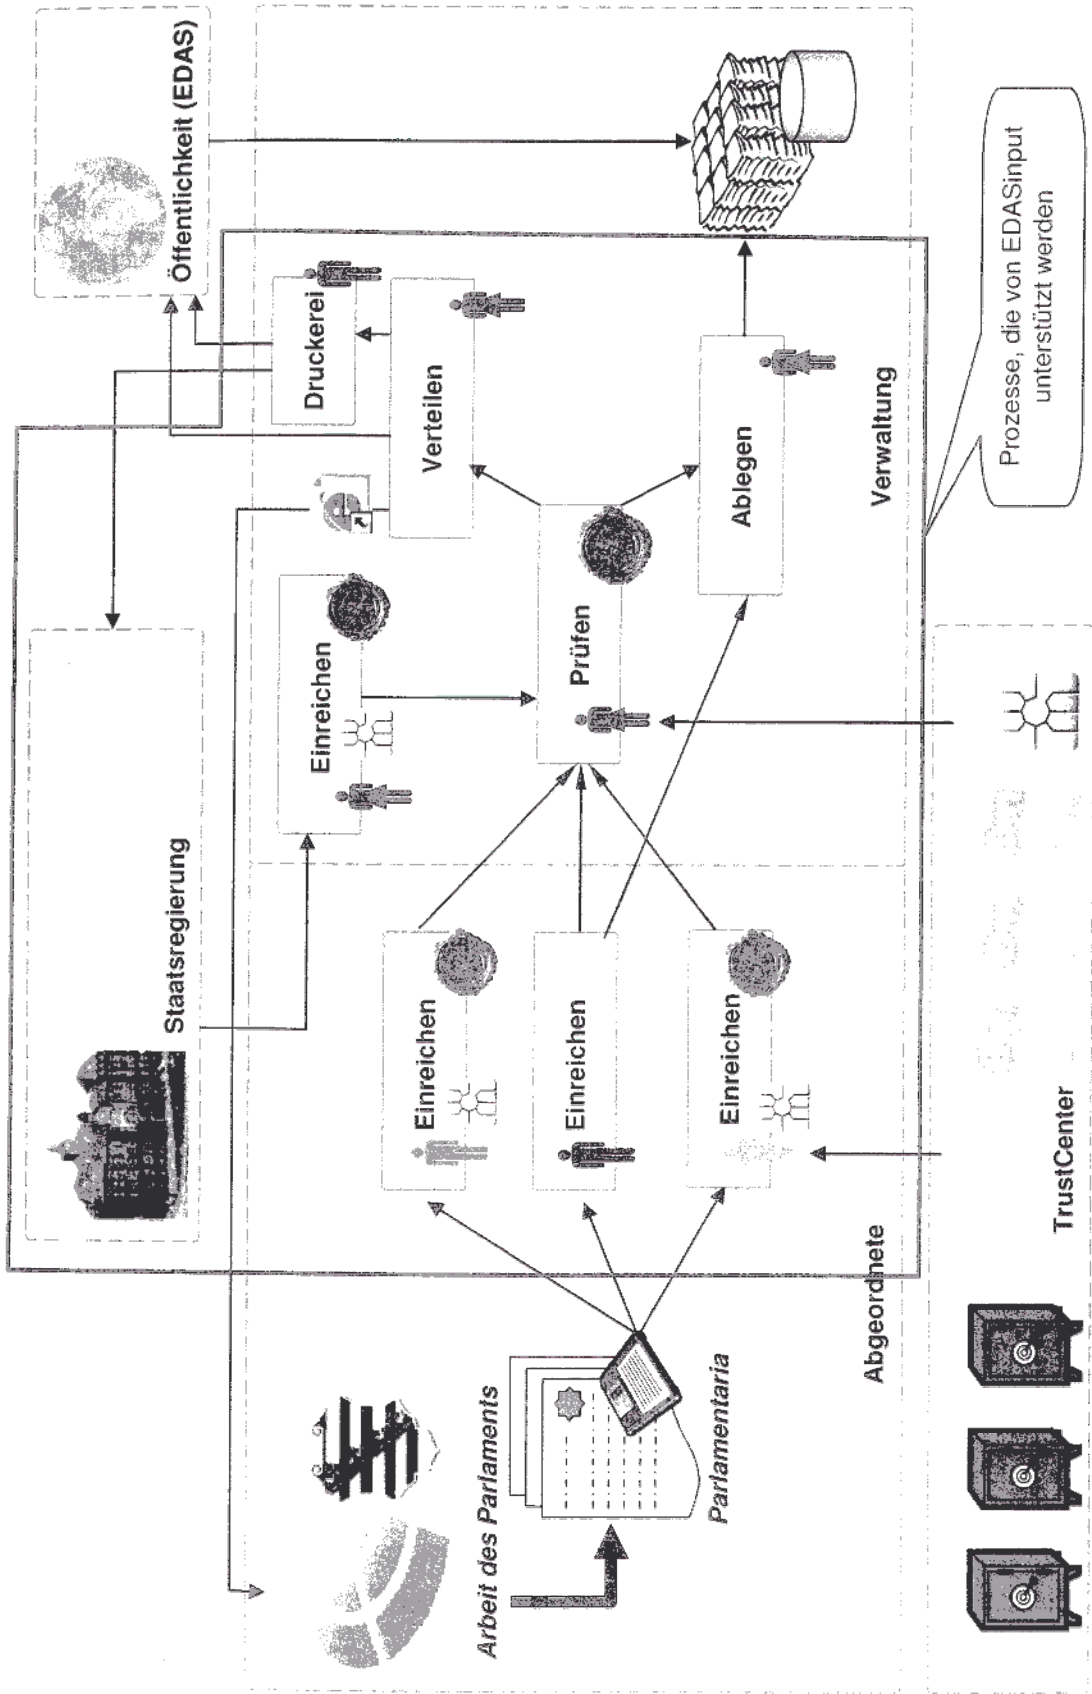 Öffentlichkeit (EDAS)
Staatsregierung
Druckerei
Einreichen
Verteilen
Arbeit des Parlaments
Einreichen
Einreichen
Prüfen
Parlamentaria
Einreichen
Ablegen
Abgeordnete
Verwaltung
TrustCenter
Prozesse, die von EDASinput
unterstützt werden